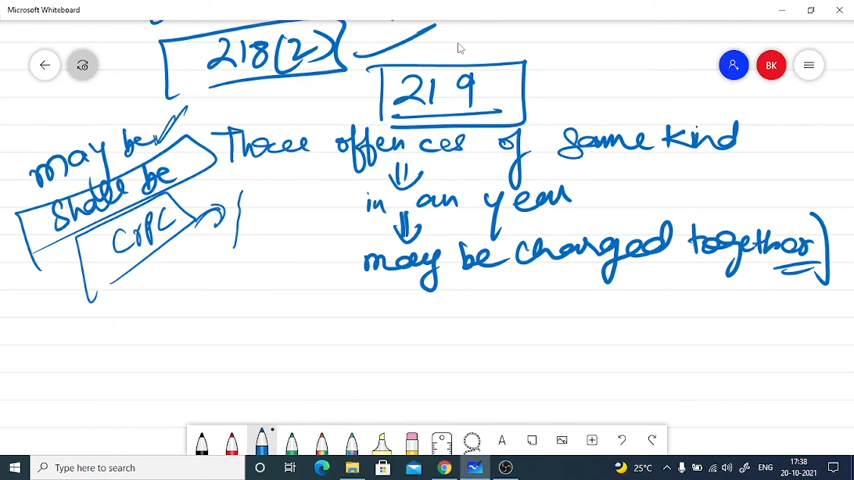 Microsoft Whiteboard
218(2)
BK
219
may be
shall be
CrPC
Three offences of same kind
in an year
may be charged together
Type here to search
25°C
ENG
17:38
20-10-2021